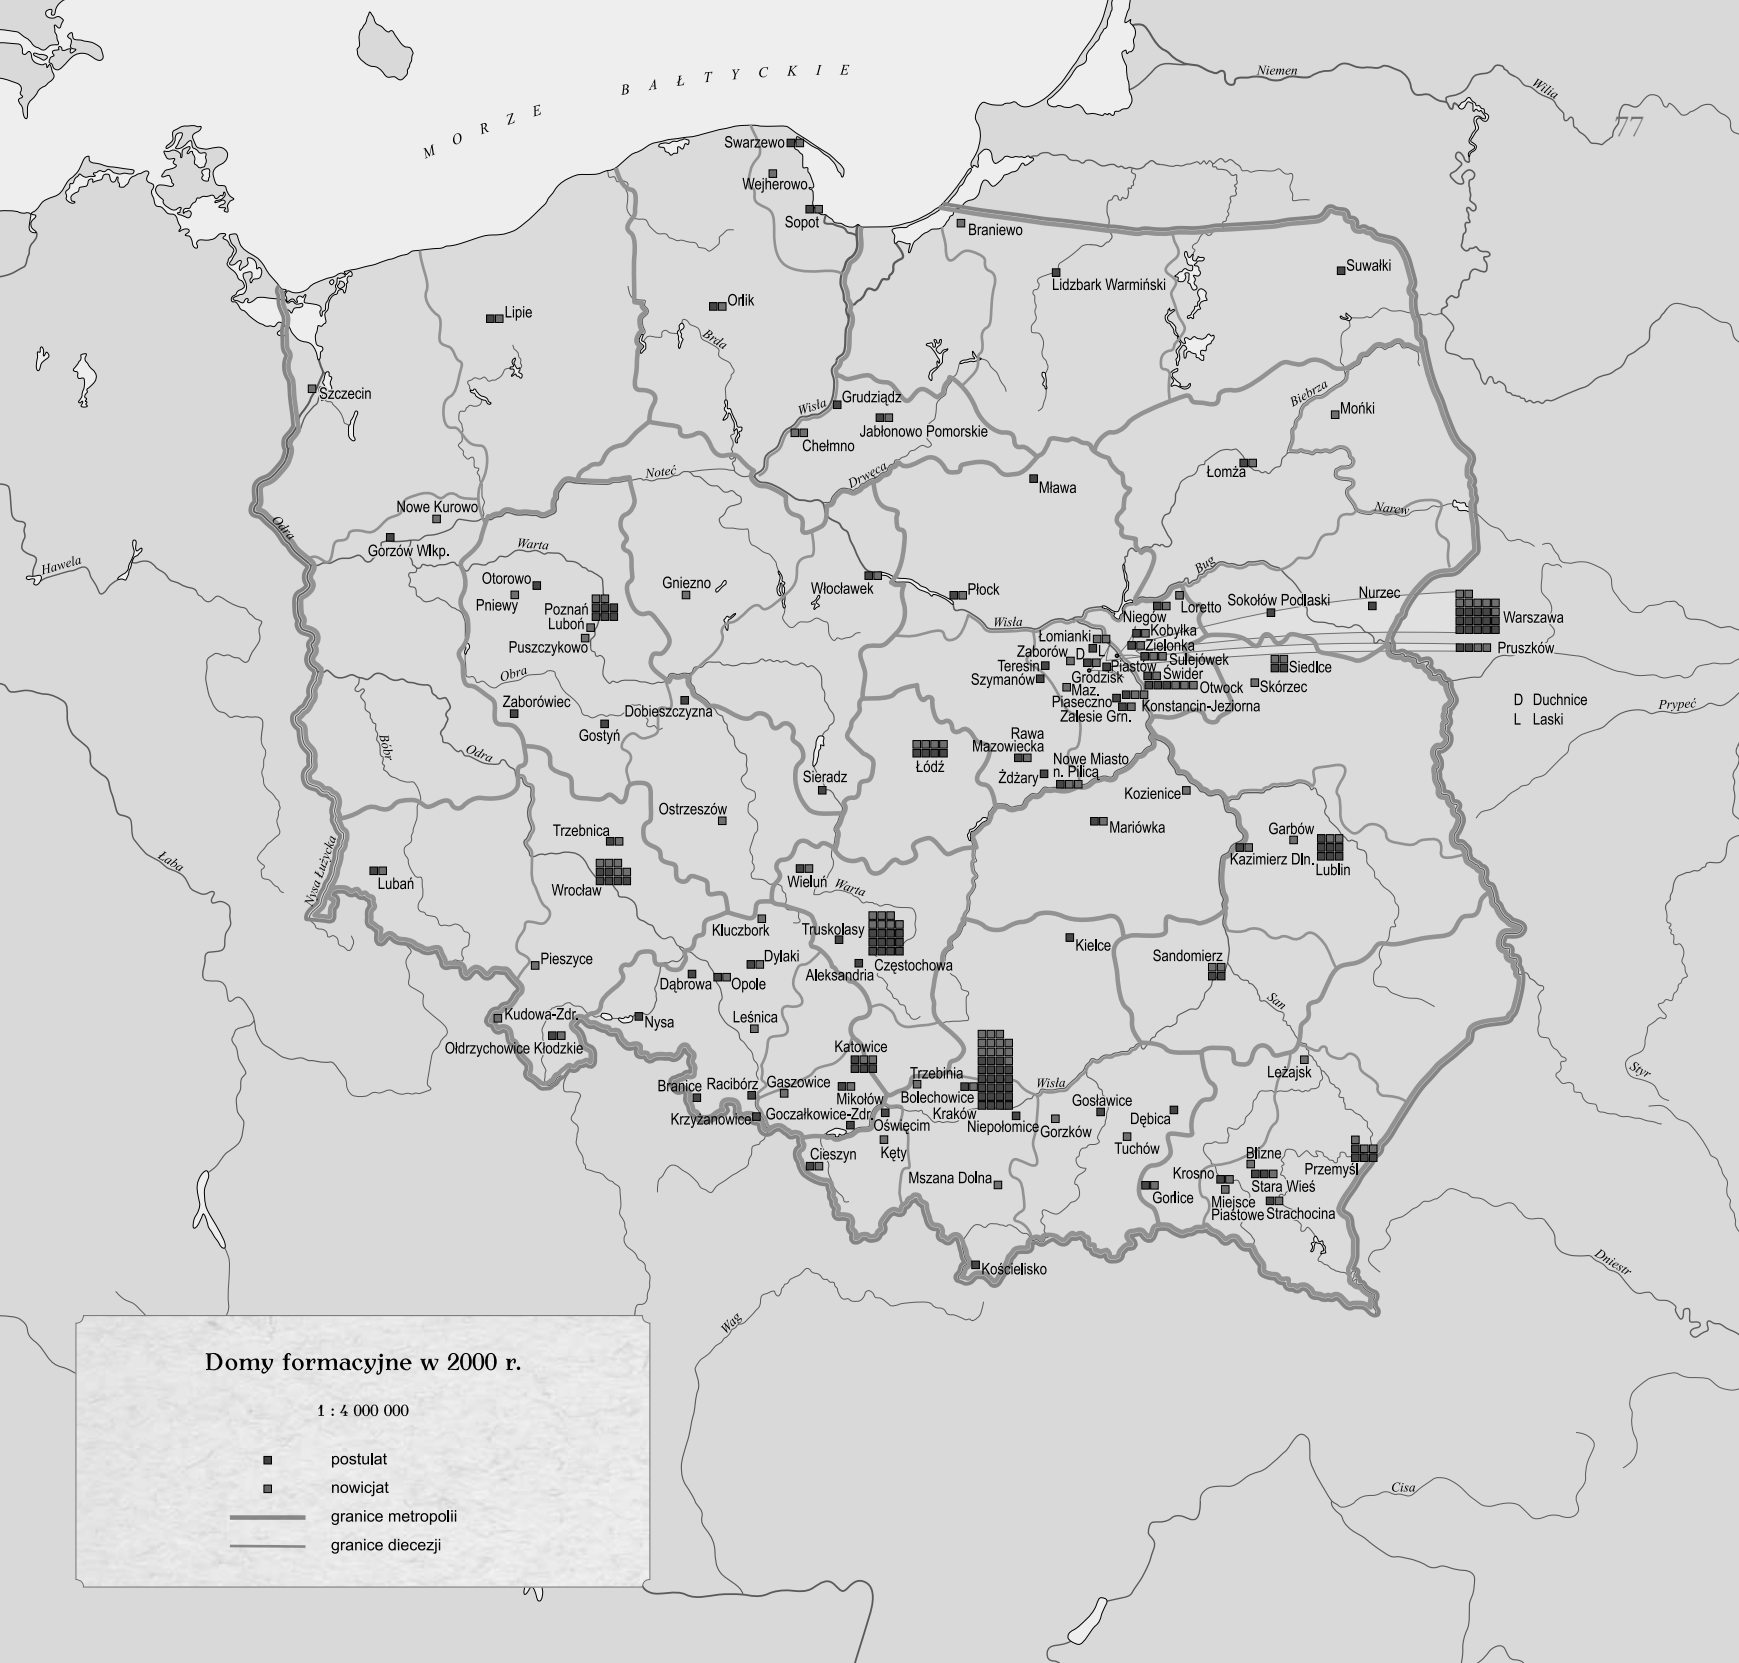 MORZE BAŁTYCKIE
Niemen
Wilia
77
Swarzewo
Wejherowo
Sopot
Braniewo
Lidzbark Warmiński
Suwałki
Orlik
Lipie
Brda
Szczecin
Wisła
Grudziądz
Jabłonowo Pomorskie
Chełmno
Biebrza
Mońki
Łomża
Noteć
Drwęca
Mława
Nowe Kurowo
Narew
Odra
Gorzów Wlkp.
Warta
Hawela
Bug
Otorowo
Pniewy
Gniezno
Włocławek
Płock
Loretto
Sokołów Podlaski
Nurzec
Poznań
Luboń
Puszczykowo
Wisła
Niegów
Warszawa
Łomianki
Kobyłka
Zielonka
Pruszków
Zaborów
D
L
Sulejówek
Teresin
Piastów
Świder
Siedlce
Szymanów
Grodzisk
Maz.
Otwock
Skórzec
Obra
Piaseczno
Konstancin-Jeziorna
Zalesie Grn.
D Duchnice
L Laski
Prypeć
Zaborówiec
Dobieszczyzna
Gostyń
Bóbr
Odra
Rawa
Mazowiecka
Nowe Miasto
n. Pilicą
Żdżary
Łódź
Sieradz
Kozienice
Ostrzeszów
Mariówka
Trzebnica
Garbów
Kazimierz Dln.
Lublin
Łaba
Nysa Łużycka
Lubań
Wrocław
Wieluń
Warta
Kluczbork
Truskolasy
Częstochowa
Kielce
Sandomierz
Pieszyce
Dylaki
Aleksandria
Dąbrowa
Opole
San
Kudowa-Zdr.
Nysa
Leśnica
Ołdrzychowice Kłodzkie
Katowice
Leżajsk
Styr
Branice
Racibórz
Gaszowice
Mikołów
Trzebinia
Bolechowice
Wisła
Krzyżanowice
Goczałkowice-Zdr.
Kraków
Gosławice
Dębica
Oświęcim
Niepołomice
Gorzków
Tuchów
Kęty
Cieszyn
Blizne
Przemyśl
Mszana Dolna
Krosno
Stara Wieś
Gorlice
Miejsce
Piastowe
Strachocina
Kościelisko
Dniestr
Wag
Domy formacyjne w 2000 r.
1 : 4 000 000
postulat
nowicjat
granice metropolii
granice diecezji
Cisa